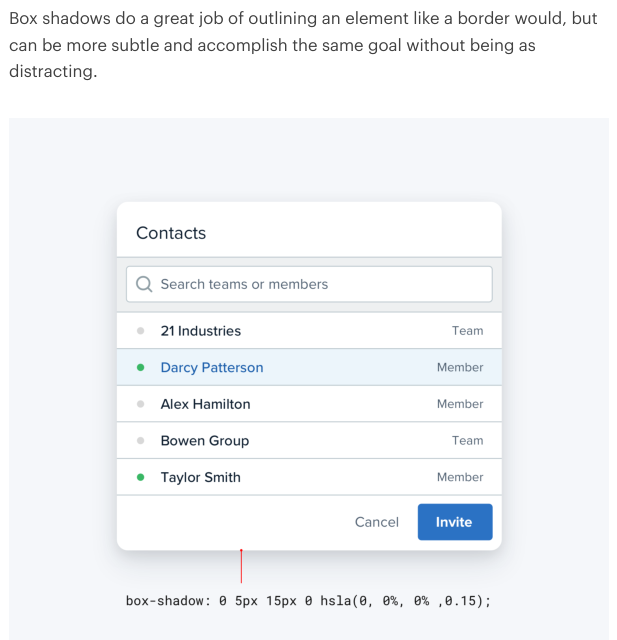 Box shadows do a great job of outlining an element like a border would, but
can be more subtle and accomplish the same goal without being as
distracting.
Contacts
Search teams or members
21 Industries Team
Darcy Patterson Member
Alex Hamilton Member
Bowen Group Team
Taylor Smith Member
Cancel Invite
box-shadow: 0 5px 15px 0 hsla(0, 0%, 0% ,0.15);